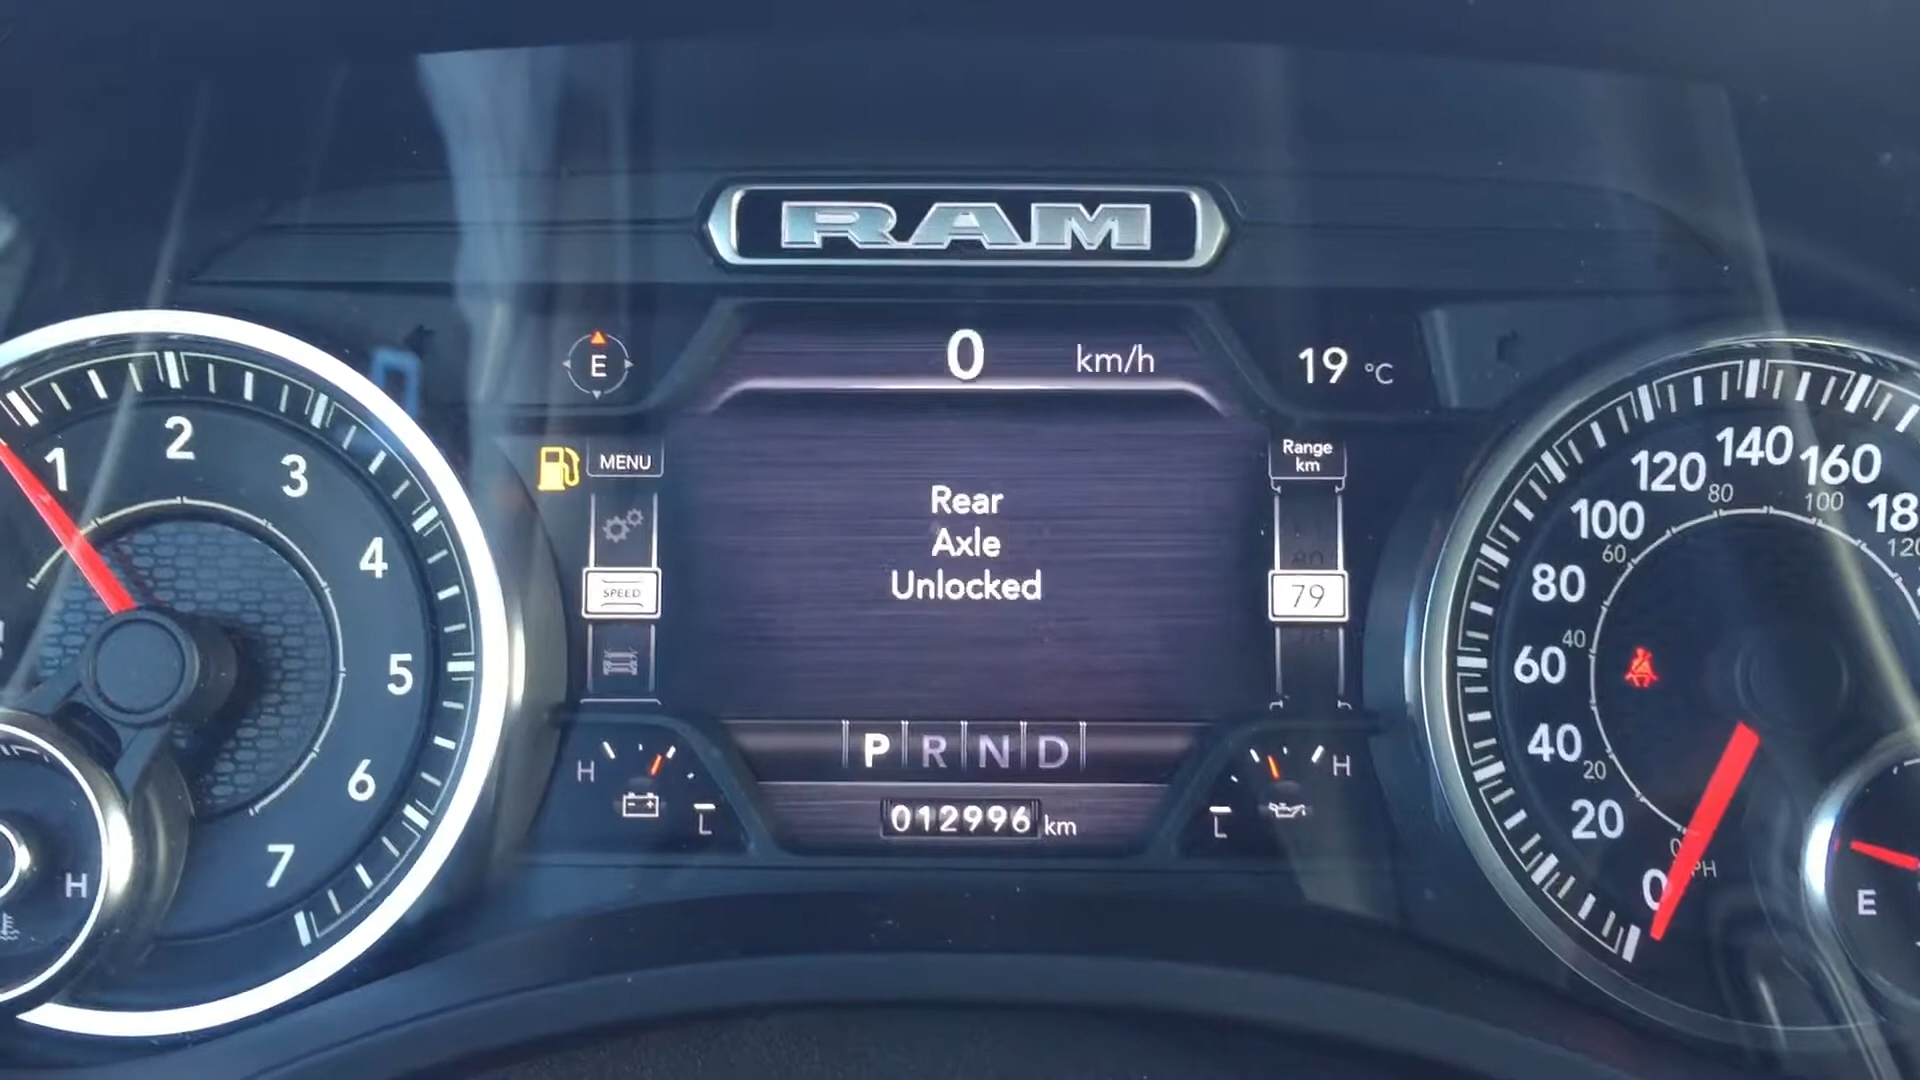 RAM
0 km/h
E
19 °C
MENU
Range
km
SPEED
79
Rear
Axle
Unlocked
P R N D
012996 km
H
L
L
H
1
2
3
4
5
6
7
H
0
20
40
60
80
100
120
140
160
18
20
40
60
80
100
120
E